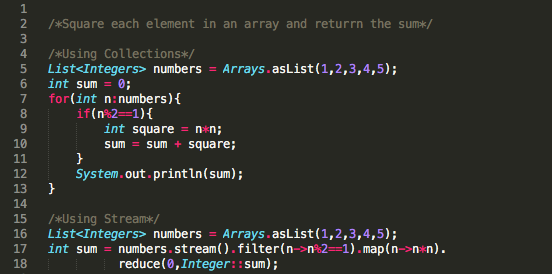 1
2 /*Square each element in an array and returrn the sum*/
3
4 /*Using Collections*/
5 List<Integers> numbers = Arrays.asList(1,2,3,4,5);
6 int sum = 0;
7 for(int n:numbers){
8 if(n%2==1){
9 int square = n*n;
10 sum = sum + square;
11 }
12 System.out.println(sum);
13 }
14
15 /*Using Stream*/
16 List<Integers> numbers = Arrays.asList(1,2,3,4,5);
17 int sum = numbers.stream().filter(n->n%2==1).map(n->n*n).
18 reduce(0,Integer::sum);